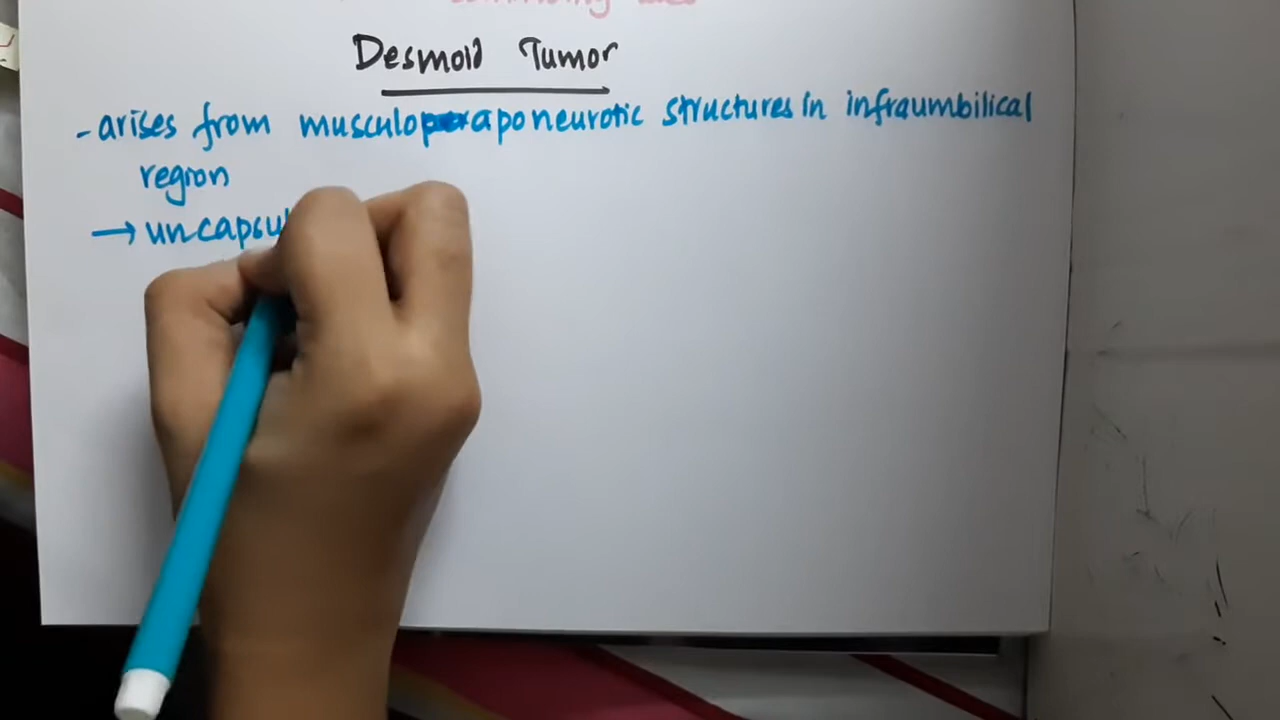 Desmoid Tumor
- arises from musculoaponeurotic structures in infraumbilical
region
→ uncapsul